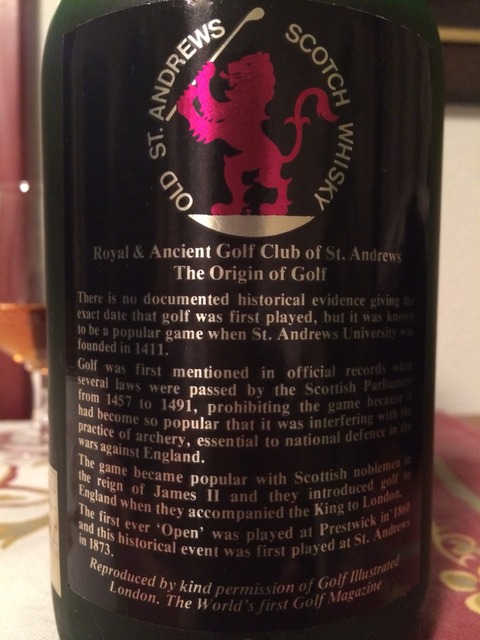 OLD ST. ANDREWS SCOTCH WHISKY
Royal & Ancient Golf Club of St. Andrews
The Origin of Golf
There is no documented historical evidence giving the
exact date that golf was first played, but it was known
to be a popular game when St. Andrews University was
founded in 1411.
Golf was first mentioned in official records when
several laws were passed by the Scottish Parliament
from 1457 to 1491, prohibiting the game because it
had become so popular that it was interfering with the
practice of archery, essential to national defence in the
wars against England.
The game became popular with Scottish noblemen in
the reign of James II and they introduced golf to
England when they accompanied the King to London.
The first ever 'Open' was played at Prestwick in 1860
and this historical event was first played at St. Andrews
in 1873.
Reproduced by kind permission of Golf Illustrated
London. The World's first Golf Magazine